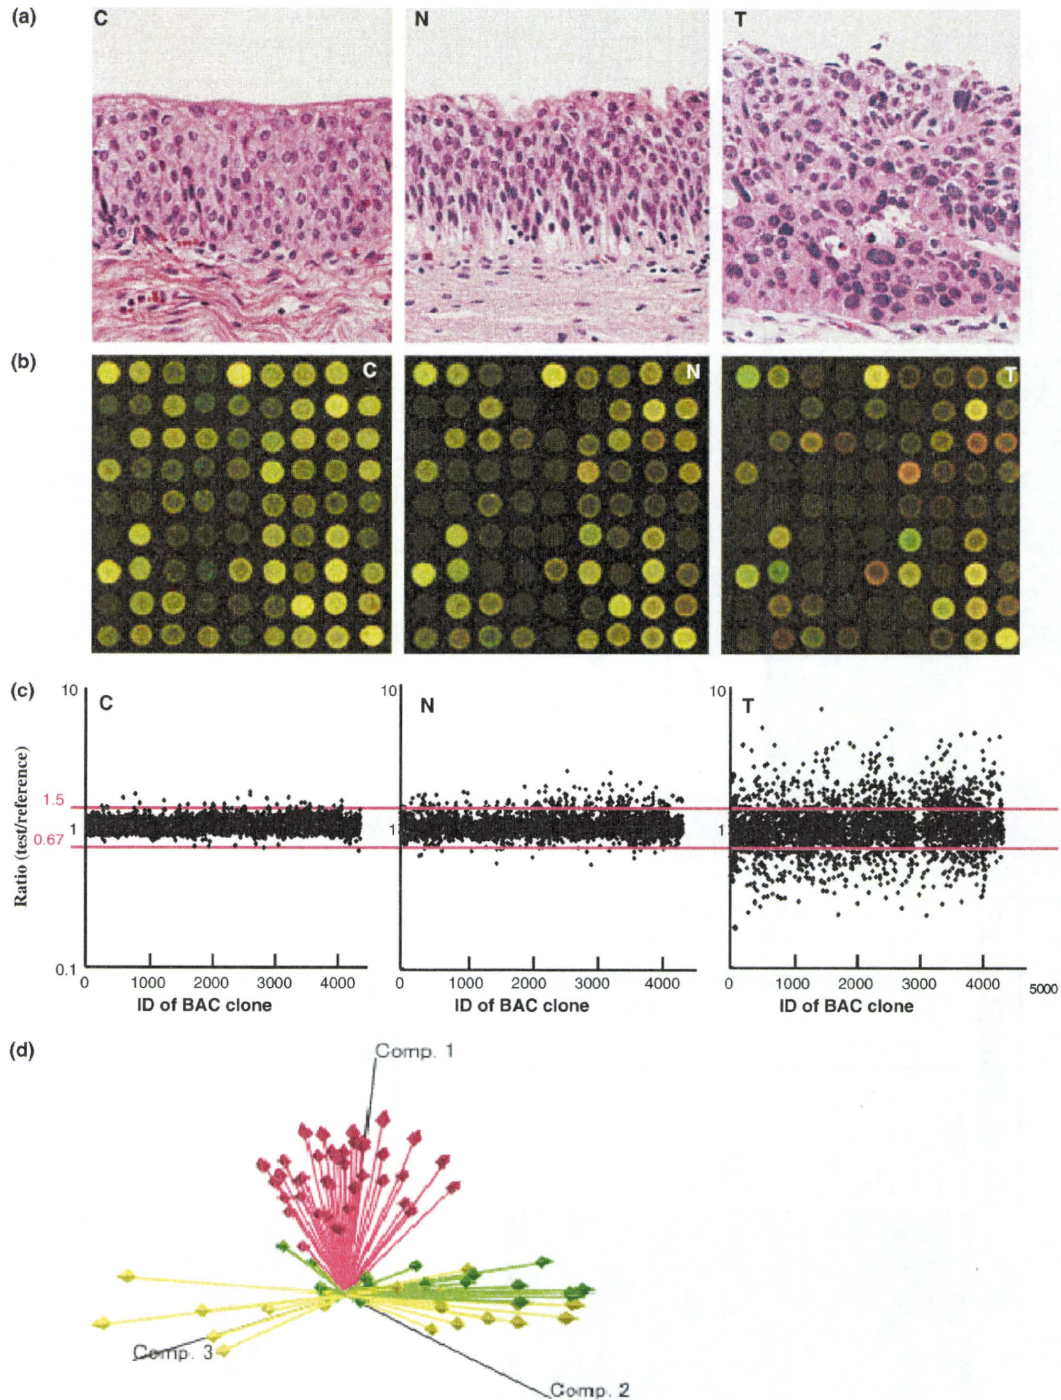 (a)
C
N
T
(b)
C
N
T
(c)
10
C
10
N
10
T
1.5
1
1
1
0.67
Ratio (test/reference)
0.1
0 1000 2000 3000 4000
0 1000 2000 3000 4000
0 1000 2000 3000 4000 5000
ID of BAC clone
ID of BAC clone
ID of BAC clone
(d)
Comp. 1
Comp. 3
Comp. 2